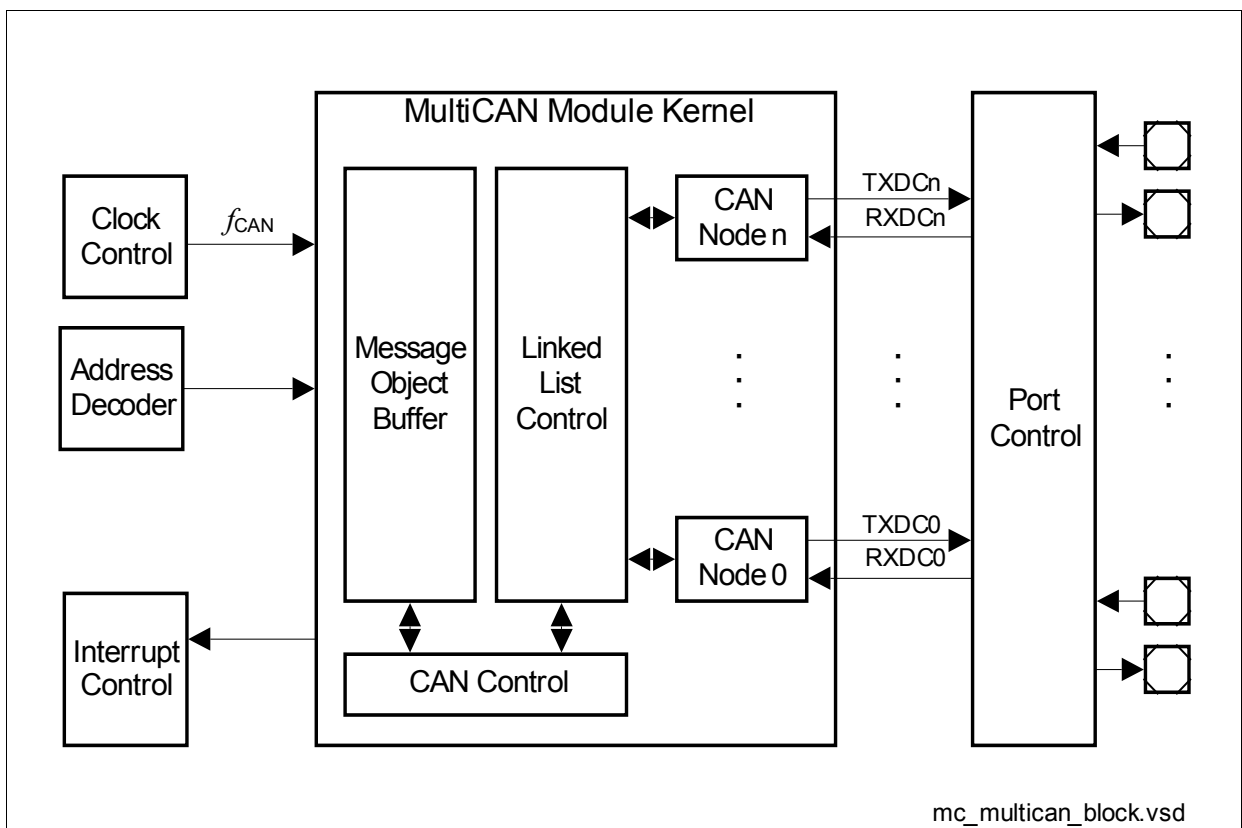 MultiCAN Module Kernel
Clock
Control
fCAN
Address
Decoder
Interrupt
Control
Message
Object
Buffer
Linked
List
Control
CAN Control
CAN
Node n
TXDCn
RXDCn
CAN
Node 0
TXDC0
RXDC0
Port
Control
mc_multican_block.vsd